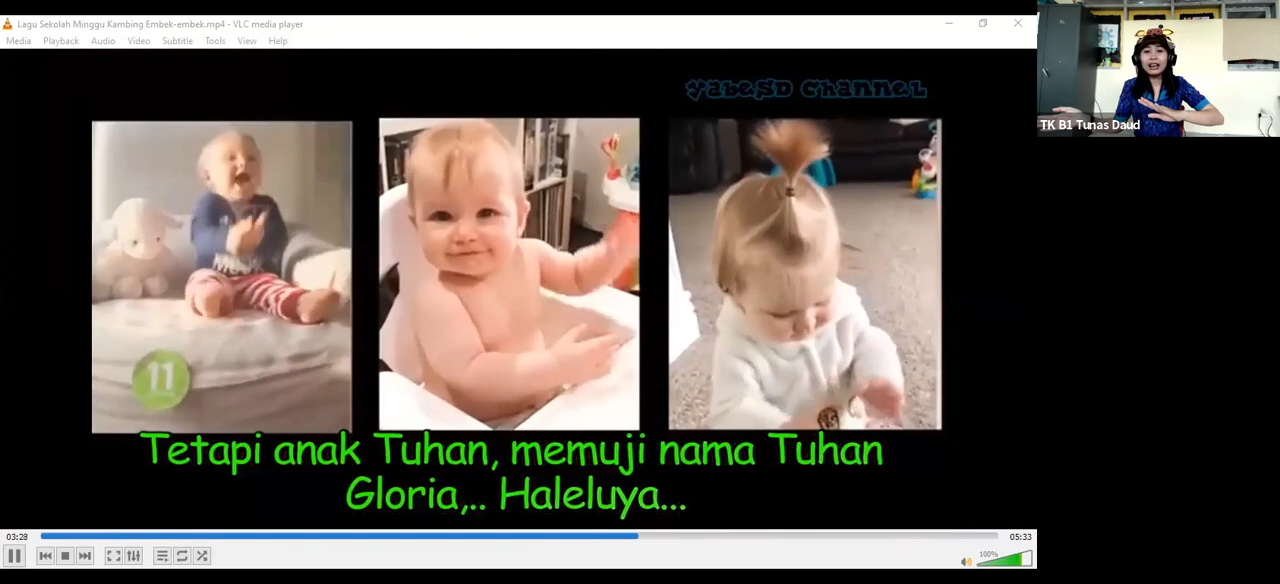 Lagu Sekolah Minggu Kambing Embek-embek.mp4 - VLC media player
Media Playback Audio Video Subtitle Tools View Help
YabeSD Channel
TK B1 Tunas Daud
11
Tetapi anak Tuhan, memuji nama Tuhan
Gloria,.. Haleluya...
03:28
05:33
100%